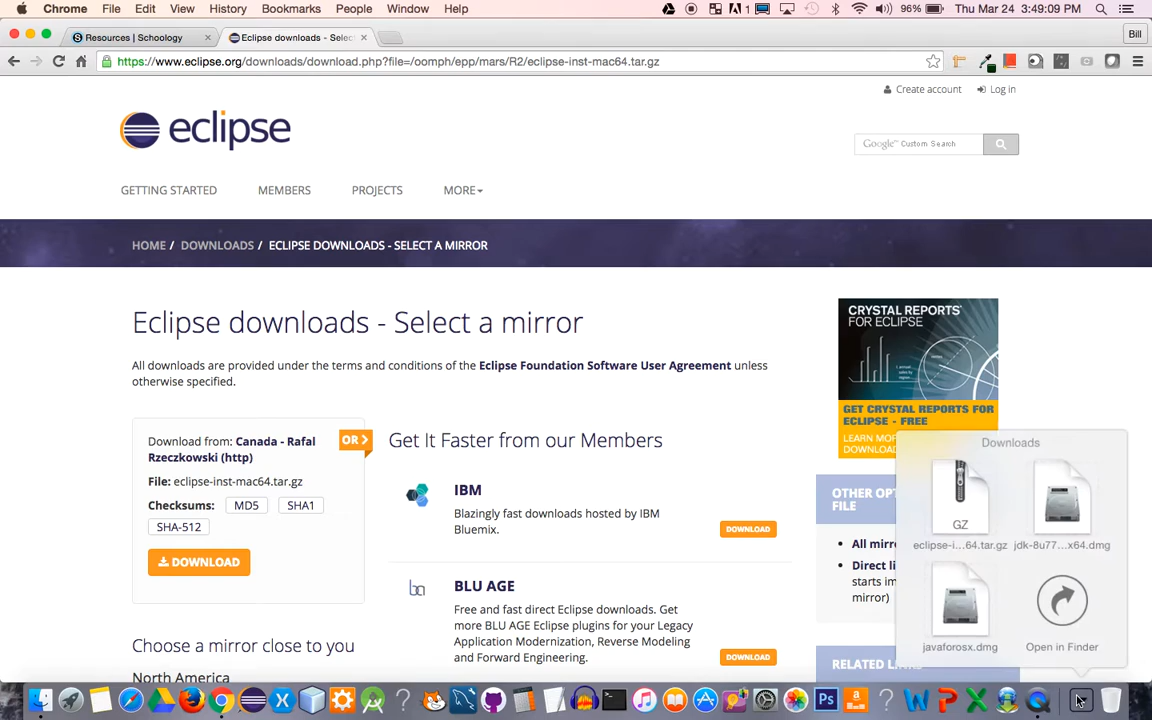 Chrome File Edit View History Bookmarks People Window Help 1 96% Thu Mar 24 3:49:09 PM
Resources | Schoology × Eclipse downloads - Selec × Bill
https://www.eclipse.org/downloads/download.php?file=/oomph/epp/mars/R2/eclipse-inst-mac64.tar.gz
Create account Log in
eclipse
Google™ Custom Search
GETTING STARTED MEMBERS PROJECTS MORE
HOME / DOWNLOADS / ECLIPSE DOWNLOADS - SELECT A MIRROR
Eclipse downloads - Select a mirror
All downloads are provided under the terms and conditions of the Eclipse Foundation Software User Agreement unless
otherwise specified.
Download from: Canada - Rafal
Rzeczkowski (http)
File: eclipse-inst-mac64.tar.gz
Checksums: MD5 SHA1
SHA-512
DOWNLOAD
OR
Get It Faster from our Members
IBM
Blazingly fast downloads hosted by IBM
Bluemix.
DOWNLOAD
BLU AGE
Free and fast direct Eclipse downloads. Get
more BLU AGE Eclipse plugins for your Legacy
Application Modernization, Reverse Modeling
and Forward Engineering.
DOWNLOAD
Choose a mirror close to you
North America
CRYSTAL REPORTS®
FOR ECLIPSE
GET CRYSTAL REPORTS FOR
ECLIPSE - FREE
LEARN MOR
DOWNLOAD
OTHER OPT
FILE
All mirro
Direct li
starts im
mirror)
RELATED LINKS
Downloads
GZ
eclipse-i...64.tar.gz jdk-8u77...x64.dmg
javaforosx.dmg Open in Finder
Ps a W P X